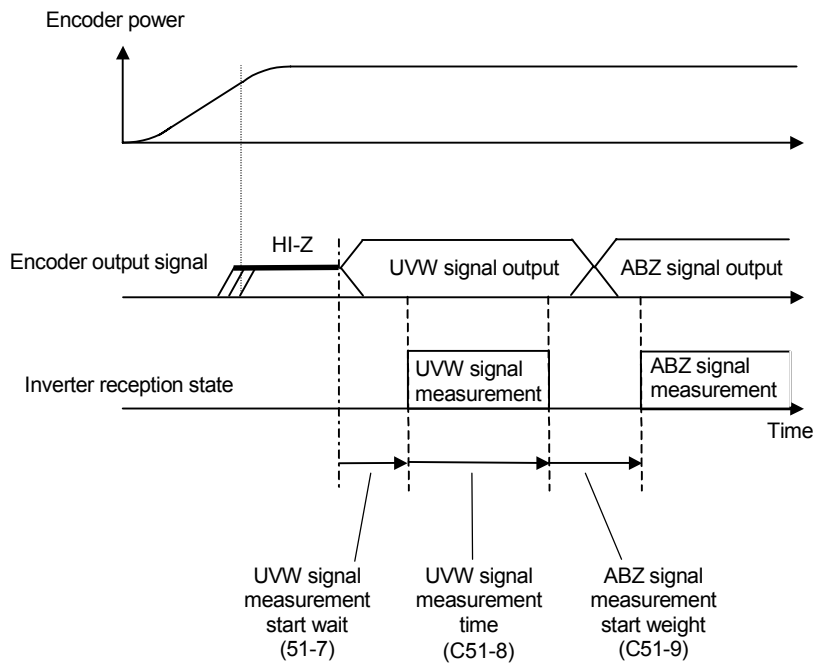 Encoder power
HI-Z
Encoder output signal
UVW signal output
ABZ signal output
Inverter reception state
UVW signal
measurement
ABZ signal
measurement
Time
UVW signal
measurement
start wait
(51-7)
UVW signal
measurement
time
(C51-8)
ABZ signal
measurement
start weight
(C51-9)